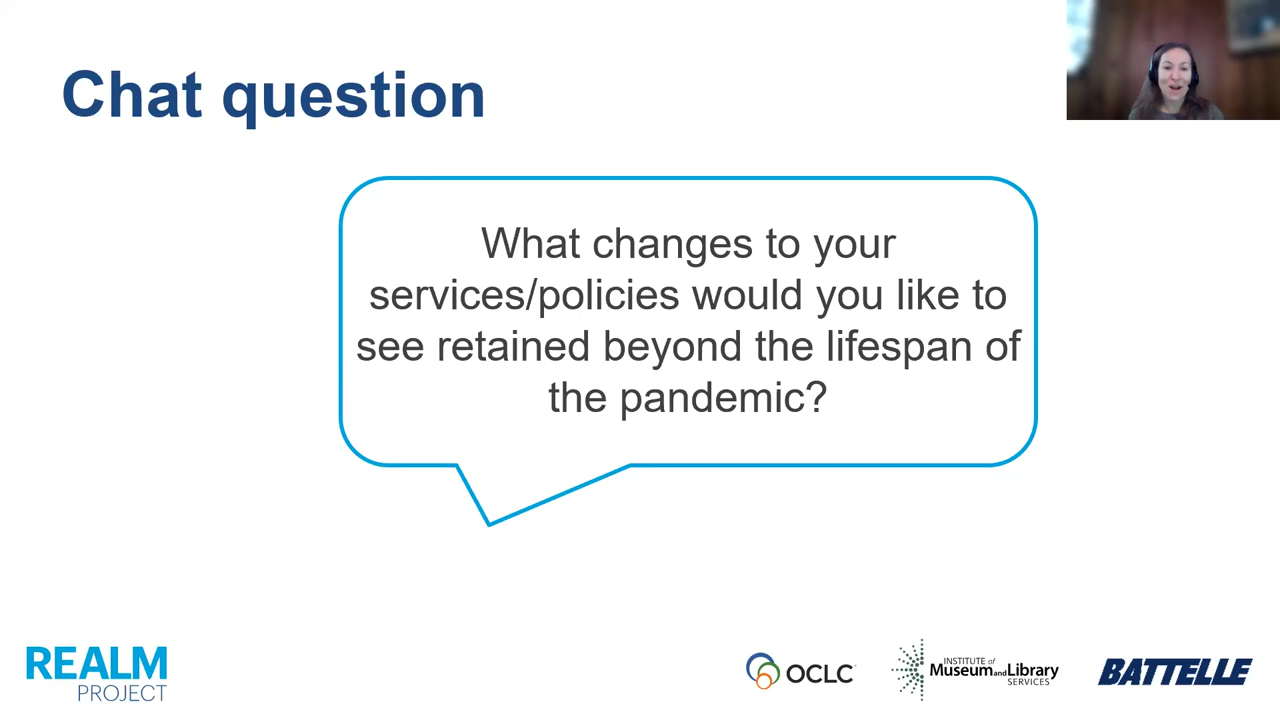 Chat question
What changes to your
services/policies would you like to
see retained beyond the lifespan of
the pandemic?
REALM
PROJECT
OCLC
INSTITUTE of
Museum and Library
SERVICES
BATTELLE